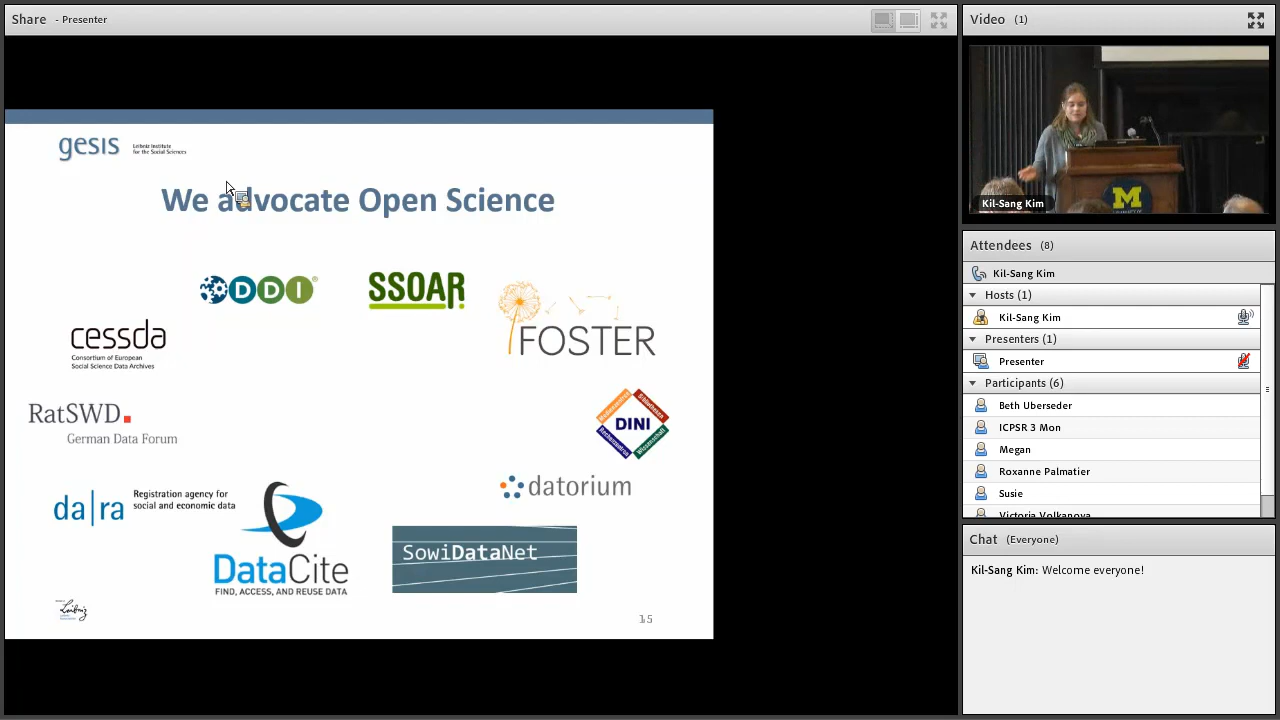 Share - Presenter
gesis
Leibniz Institute
for the Social Sciences
We advocate Open Science
DDI®
SSOAR
FOSTER
cessda
Consortium of European
Social Science Data Archives
RatSWD.
German Data Forum
DINI
datorium
da|ra
Registration agency for
social and economic data
DataCite
FIND, ACCESS, AND REUSE DATA
SowiDataNet
Leibniz
Video (1)
M
Kil-Sang Kim
Attendees (8)
Kil-Sang Kim
Hosts (1)
Kil-Sang Kim
Presenters (1)
Presenter
Participants (6)
Beth Uberseder
ICPSR 3 Mon
Megan
Roxanne Palmatier
Susie
Victoria Volkanova
Chat (Everyone)
Kil-Sang Kim: Welcome everyone!